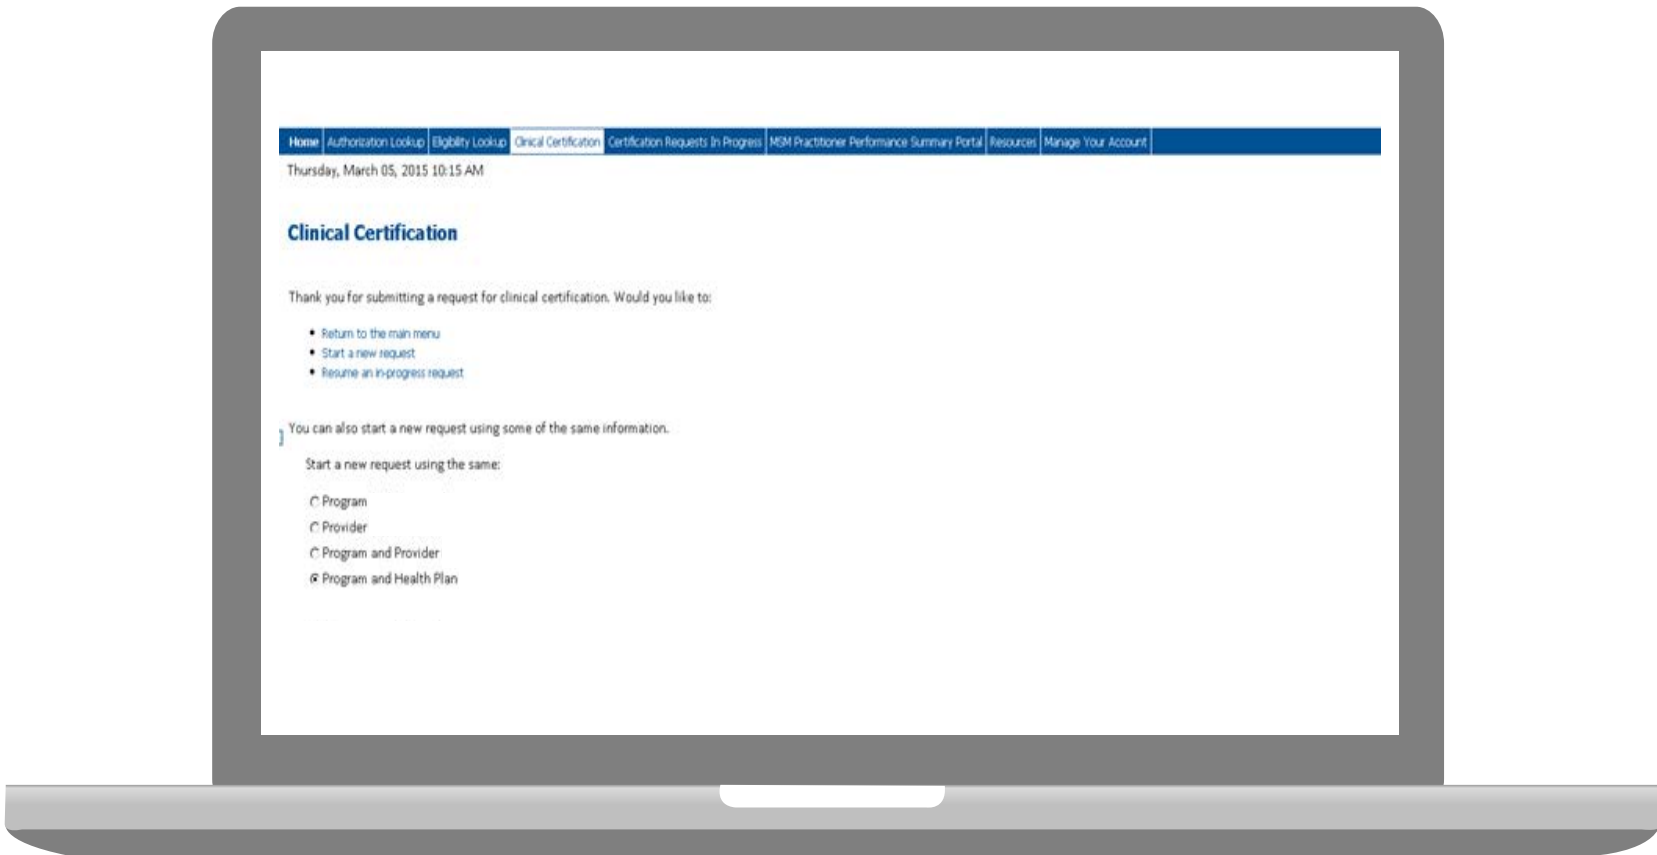 Home Authorization Lookup Eligibility Lookup Clinical Certification Certification Requests In Progress MSM Practitioner Performance Summary Portal Resources Manage Your Account
Thursday, March 05, 2015 10:15 AM
Clinical Certification
Thank you for submitting a request for clinical certification. Would you like to:
• Return to the main menu
• Start a new request
• Resume an in-progress request
You can also start a new request using some of the same information.
Start a new request using the same:
Program
Provider
Program and Provider
Program and Health Plan